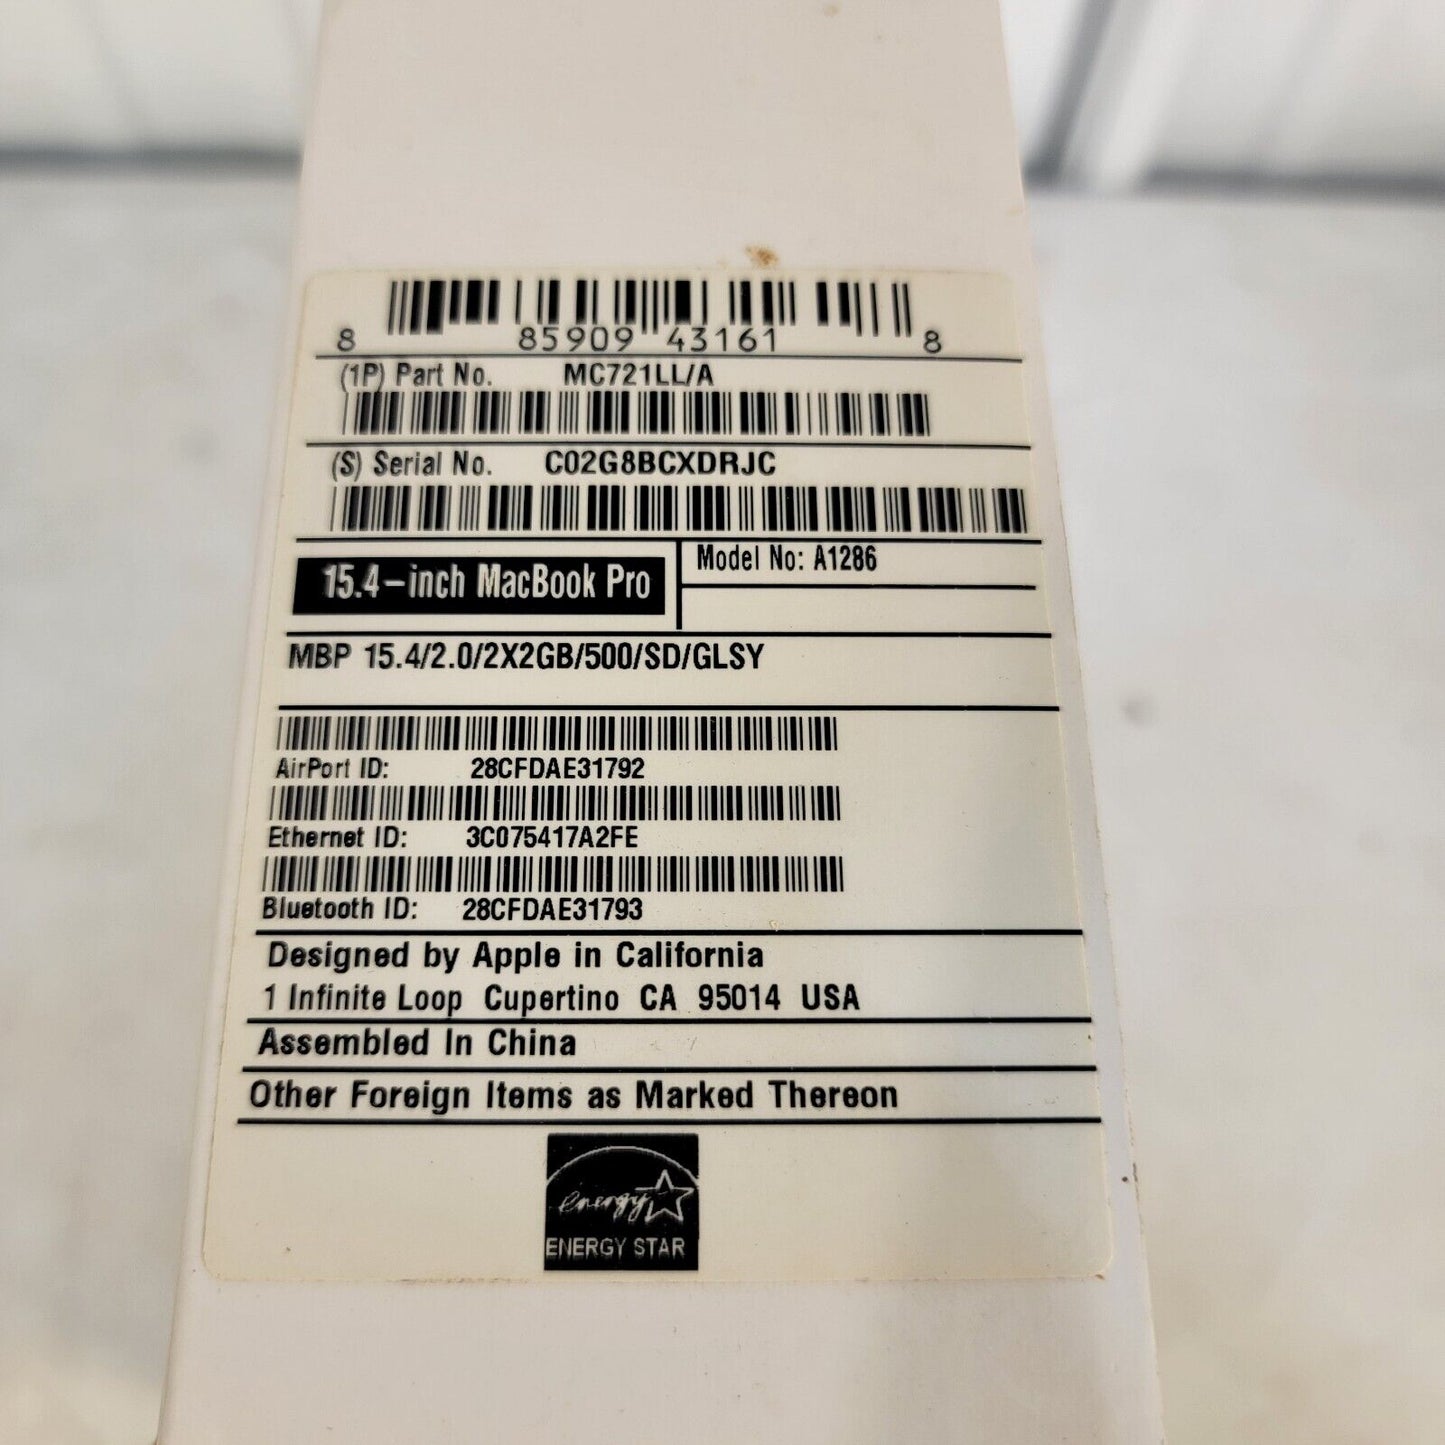 8 85909 43161 8
(1P) Part No. MC721LL/A
(S) Serial No. C02G8BCXDRJC
15.4-inch MacBook Pro
Model No: A1286
MBP 15.4/2.0/2X2GB/500/SD/GLSY
AirPort ID: 28CFDAE31792
Ethernet ID: 3C075417A2FE
Bluetooth ID: 28CFDAE31793
Designed by Apple in California
1 Infinite Loop Cupertino CA 95014 USA
Assembled In China
Other Foreign Items as Marked Thereon
energy
ENERGY STAR